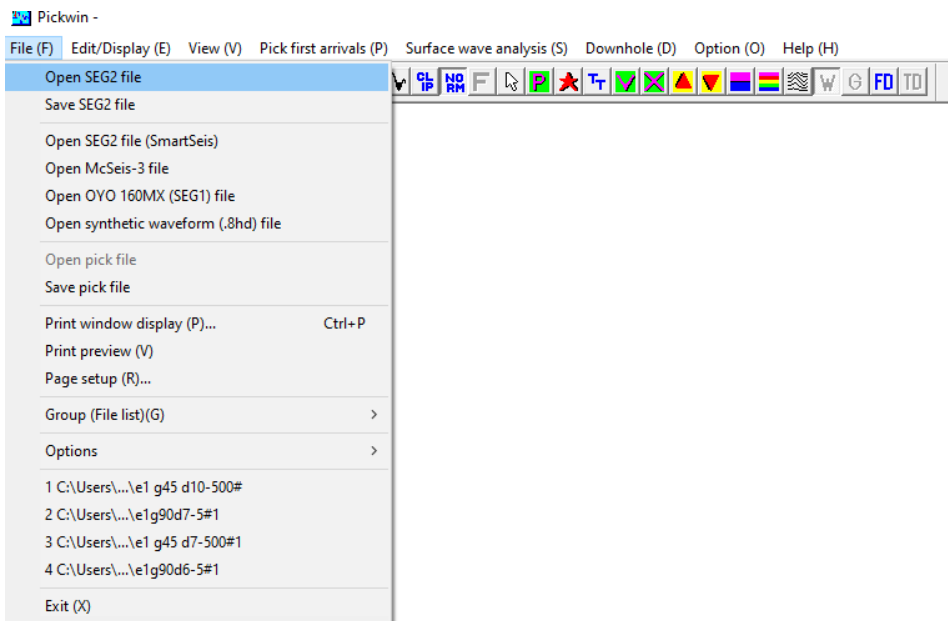 Pickwin -
File (F) Edit/Display (E) View (V) Pick first arrivals (P) Surface wave analysis (S) Downhole (D) Option (O) Help (H)
CL IP NO RM F P TT W G FD TD
Open SEG2 file
Save SEG2 file
Open SEG2 file (SmartSeis)
Open McSeis-3 file
Open OYO 160MX (SEG1) file
Open synthetic waveform (.8hd) file
Open pick file
Save pick file
Print window display (P)... Ctrl+P
Print preview (V)
Page setup (R)...
Group (File list)(G)
Options
1 C:\Users\...\e1 g45 d10-500#
2 C:\Users\...\e1g90d7-5#1
3 C:\Users\...\e1 g45 d7-500#1
4 C:\Users\...\e1g90d6-5#1
Exit (X)